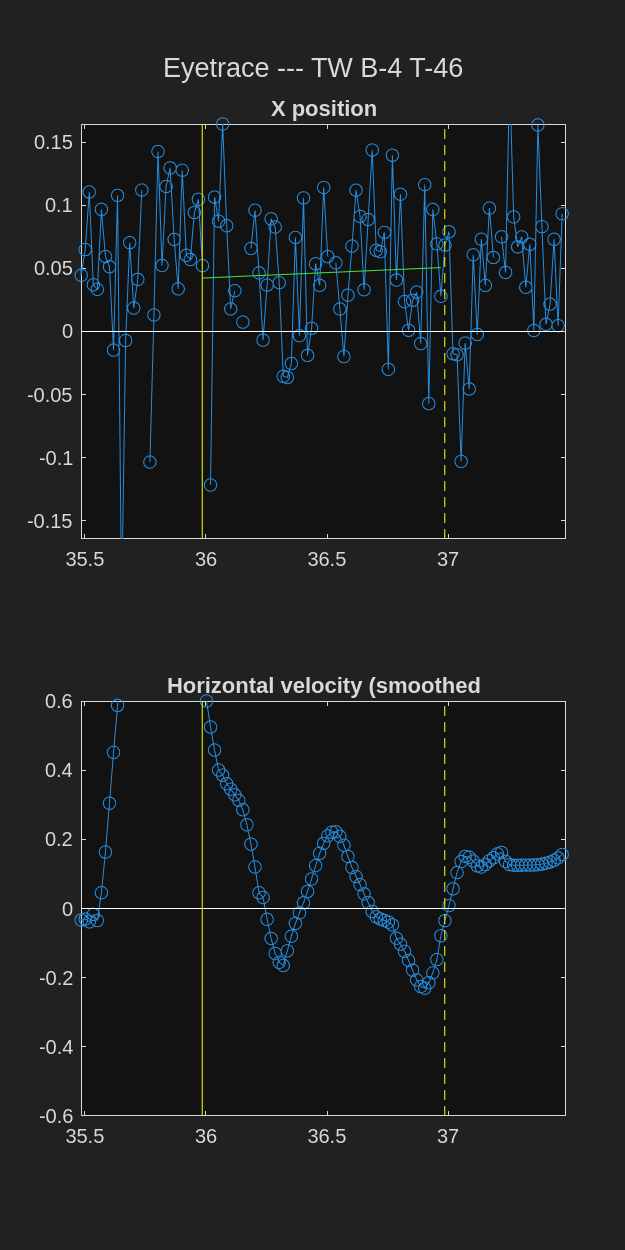 Eyetrace --- TW B-4 T-46
X position
0.15
0.1
0.05
0
-0.05
-0.1
-0.15
35.5 36 36.5 37
Horizontal velocity (smoothed
0.6
0.4
0.2
0
-0.2
-0.4
-0.6
35.5 36 36.5 37